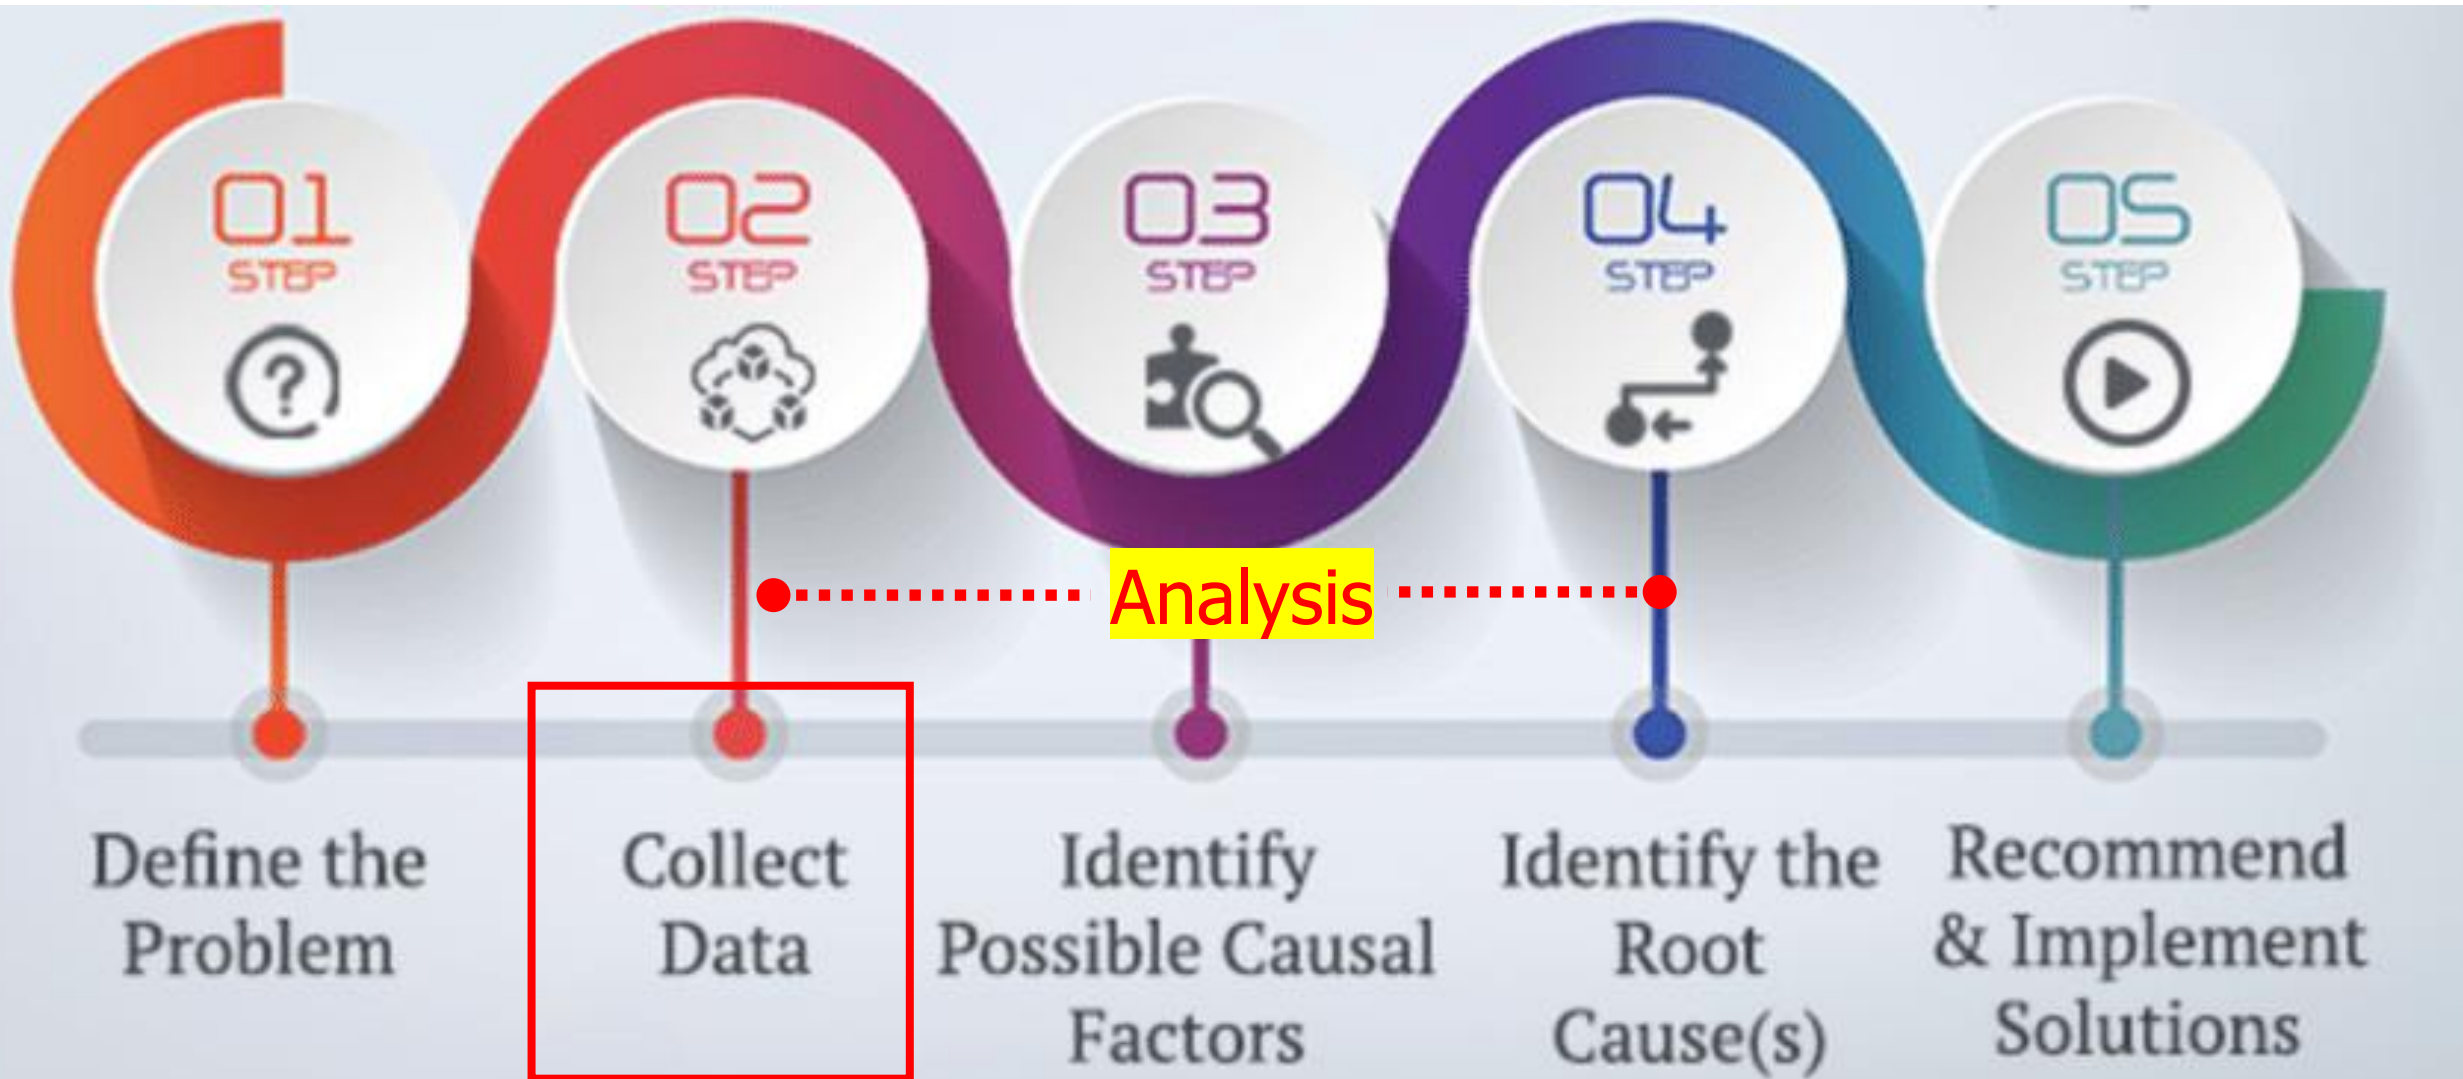 01
STEP
?
02
STEP
03
STEP
04
STEP
05
STEP
Analysis
Define the
Problem
Collect
Data
Identify
Possible Causal
Factors
Identify the
Root
Cause(s)
Recommend
& Implement
Solutions